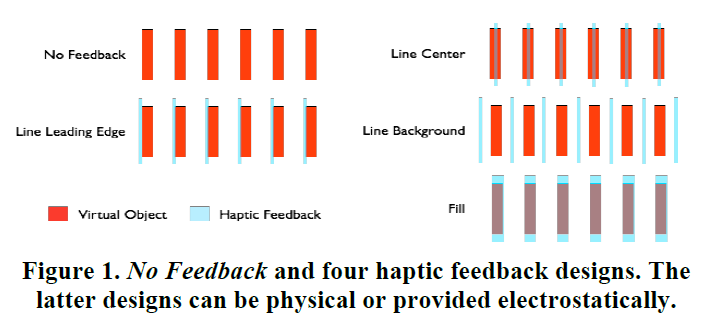 No Feedback
Line Center
Line Leading Edge
Line Background
Virtual Object
Haptic Feedback
Fill
Figure 1. No Feedback and four haptic feedback designs. The
latter designs can be physical or provided electrostatically.